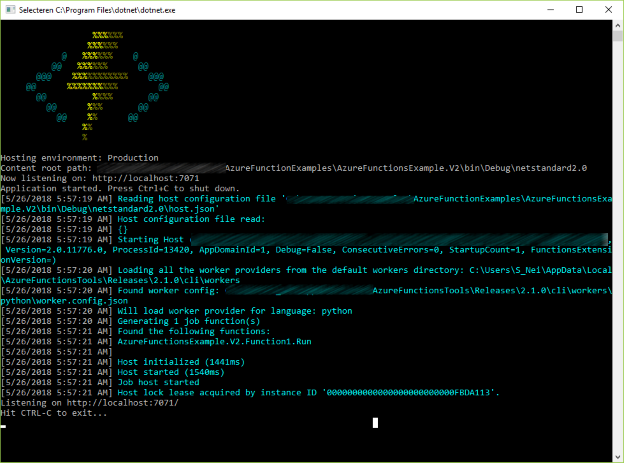 Selecteren C:\Program Files\dotnet\dotnet.exe
%%%%%%
%%%%%%
@ %%%%%% @
@@ %%%%%% @@
@@@ %%%%%%%%%%% @@@
@@ %%%%%%%%%% @@
@@ %%%% @@
@@ %%% @@
@@ %% @@
%%
%
Hosting environment: Production
Content root path: AzureFunctionExamples\AzureFunctionsExample.V2\bin\Debug\netstandard2.0
Now listening on: http://localhost:7071
Application started. Press Ctrl+C to shut down.
[5/26/2018 5:57:19 AM] Reading host configuration file ' AzureFunctionExamples\AzureFunctionsExa
mple.V2\bin\Debug\netstandard2.0\host.json'
[5/26/2018 5:57:19 AM] Host configuration file read:
[5/26/2018 5:57:19 AM] {}
[5/26/2018 5:57:19 AM] Starting Host ,
Version=2.0.11776.0, ProcessId=13420, AppDomainId=1, Debug=False, ConsecutiveErrors=0, StartupCount=1, FunctionsExtensi
onVersion=)
[5/26/2018 5:57:20 AM] Loading all the worker providers from the default workers directory: C:\Users\S_Nei\AppData\Local
\AzureFunctionsTools\Releases\2.1.0\cli\workers
[5/26/2018 5:57:20 AM] Found worker config: AzureFunctionsTools\Releases\2.1.0\cli\workers\
python\worker.config.json
[5/26/2018 5:57:20 AM] Will load worker provider for language: python
[5/26/2018 5:57:20 AM] Generating 1 job function(s)
[5/26/2018 5:57:21 AM] Found the following functions:
[5/26/2018 5:57:21 AM] AzureFunctionsExample.V2.Function1.Run
[5/26/2018 5:57:21 AM]
[5/26/2018 5:57:21 AM] Host initialized (1441ms)
[5/26/2018 5:57:21 AM] Host started (1540ms)
[5/26/2018 5:57:21 AM] Job host started
[5/26/2018 5:57:21 AM] Host lock lease acquired by instance ID '000000000000000000000000FBDA113'.
Listening on http://localhost:7071/
Hit CTRL-C to exit...